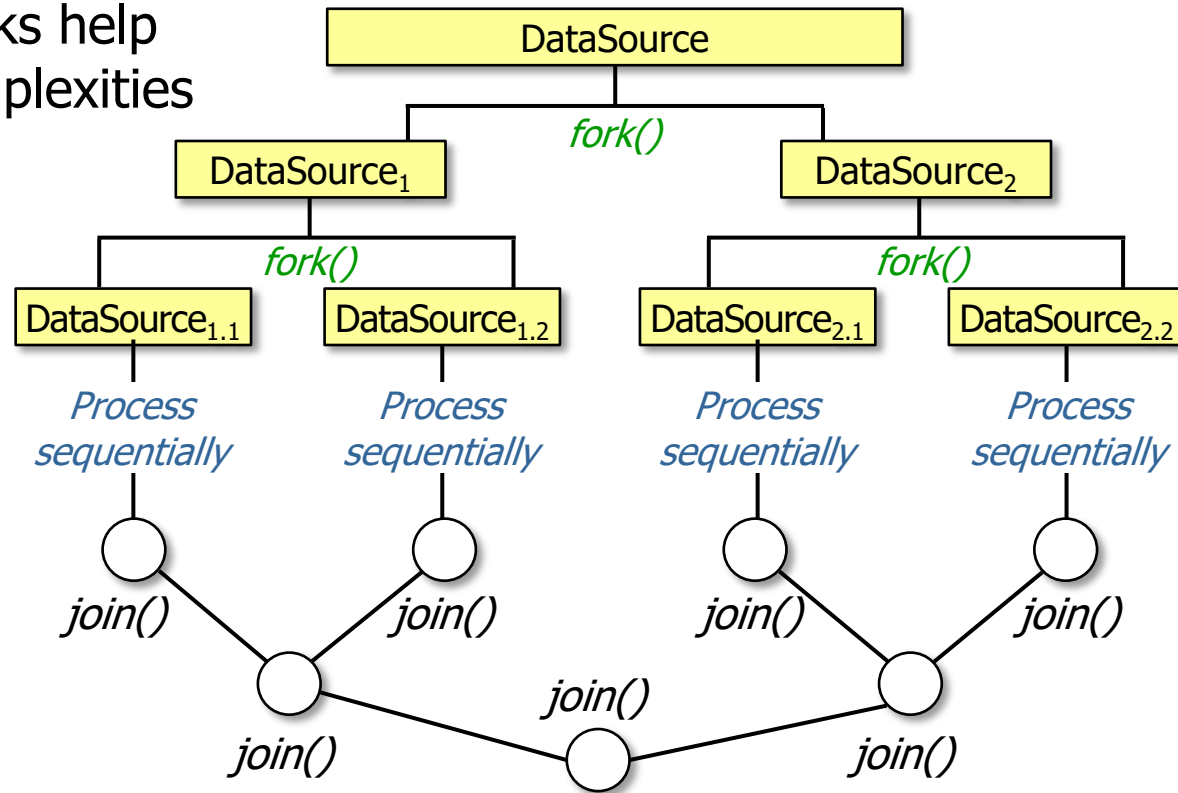 ks help
plexities
DataSource
fork()
DataSource₁
DataSource₂
fork()
fork()
DataSource₁.₁
DataSource₁.₂
DataSource₂.₁
DataSource₂.₂
Process
sequentially
Process
sequentially
Process
sequentially
Process
sequentially
join()
join()
join()
join()
join()
join()
join()